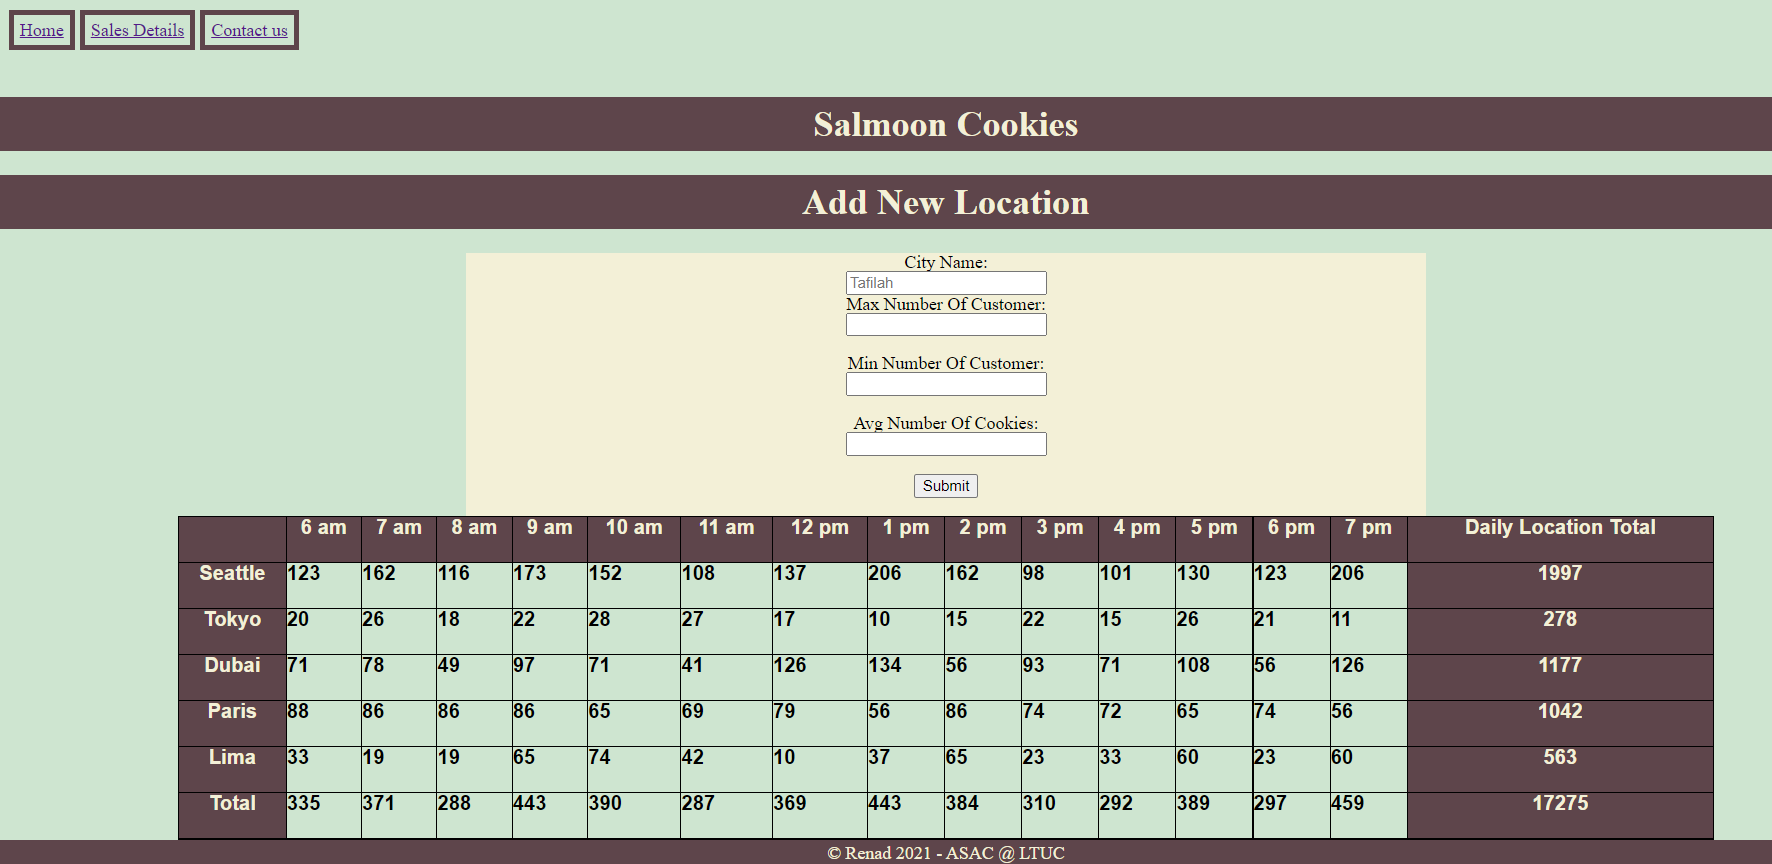 Home Sales Details Contact us
Salmoon Cookies
Add New Location
City Name:
Tafilah
Max Number Of Customer:
Min Number Of Customer:
Avg Number Of Cookies:
Submit
6 am 7 am 8 am 9 am 10 am 11 am 12 pm 1 pm 2 pm 3 pm 4 pm 5 pm 6 pm 7 pm Daily Location Total
Seattle 123 162 116 173 152 108 137 206 162 98 101 130 123 206 1997
Tokyo 20 26 18 22 28 27 17 10 15 22 15 26 21 11 278
Dubai 71 78 49 97 71 41 126 134 56 93 71 108 56 126 1177
Paris 88 86 86 86 65 69 79 56 86 74 72 65 74 56 1042
Lima 33 19 19 65 74 42 10 37 65 23 33 60 23 60 563
Total 335 371 288 443 390 287 369 443 384 310 292 389 297 459 17275
© Renad 2021 - ASAC @ LTUC